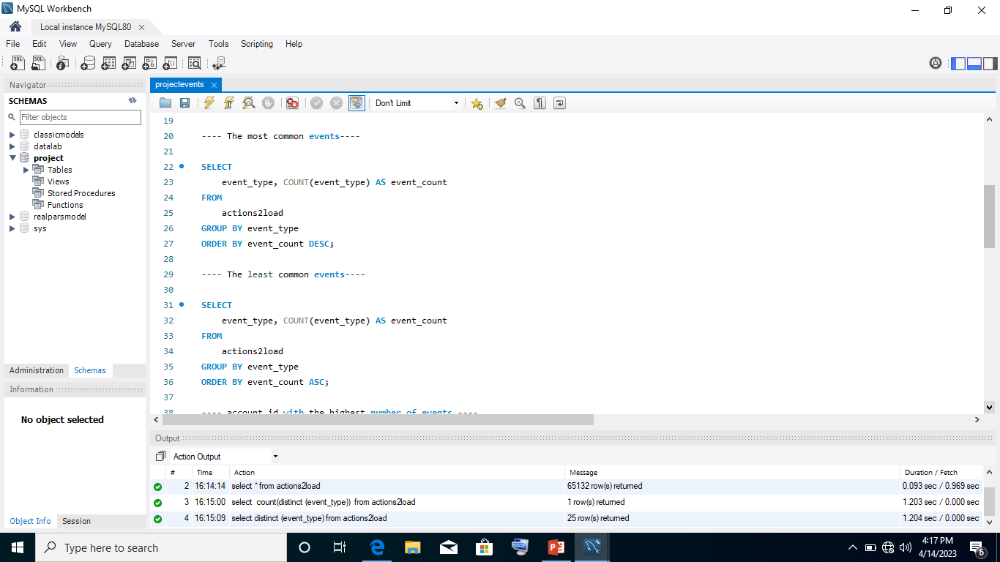 MySQL Workbench
Local instance MySQL80
File Edit View Query Database Server Tools Scripting Help
Navigator
SCHEMAS
Filter objects
classicmodels
datalab
project
Tables
Views
Stored Procedures
Functions
realparsmodel
sys
Administration Schemas
Information
No object selected
Object Info Session
projectevents
Don't Limit
19
20 ---- The most common events----
21
22 SELECT
23 event_type, COUNT(event_type) AS event_count
24 FROM
25 actions2load
26 GROUP BY event_type
27 ORDER BY event_count DESC;
28
29 ---- The least common events----
30
31 SELECT
32 event_type, COUNT(event_type) AS event_count
33 FROM
34 actions2load
35 GROUP BY event_type
36 ORDER BY event_count ASC;
37
38 ---- account id with the highest number of events ----
Output
Action Output
# Time Action Message Duration / Fetch
2 16:14:14 select * from actions2load 65132 row(s) returned 0.093 sec / 0.969 sec
3 16:15:00 select count(distinct (event_type)) from actions2load 1 row(s) returned 1.203 sec / 0.000 sec
4 16:15:09 select distinct (event_type) from actions2load 25 row(s) returned 1.204 sec / 0.000 sec
Type here to search
4:17 PM
4/14/2023
6